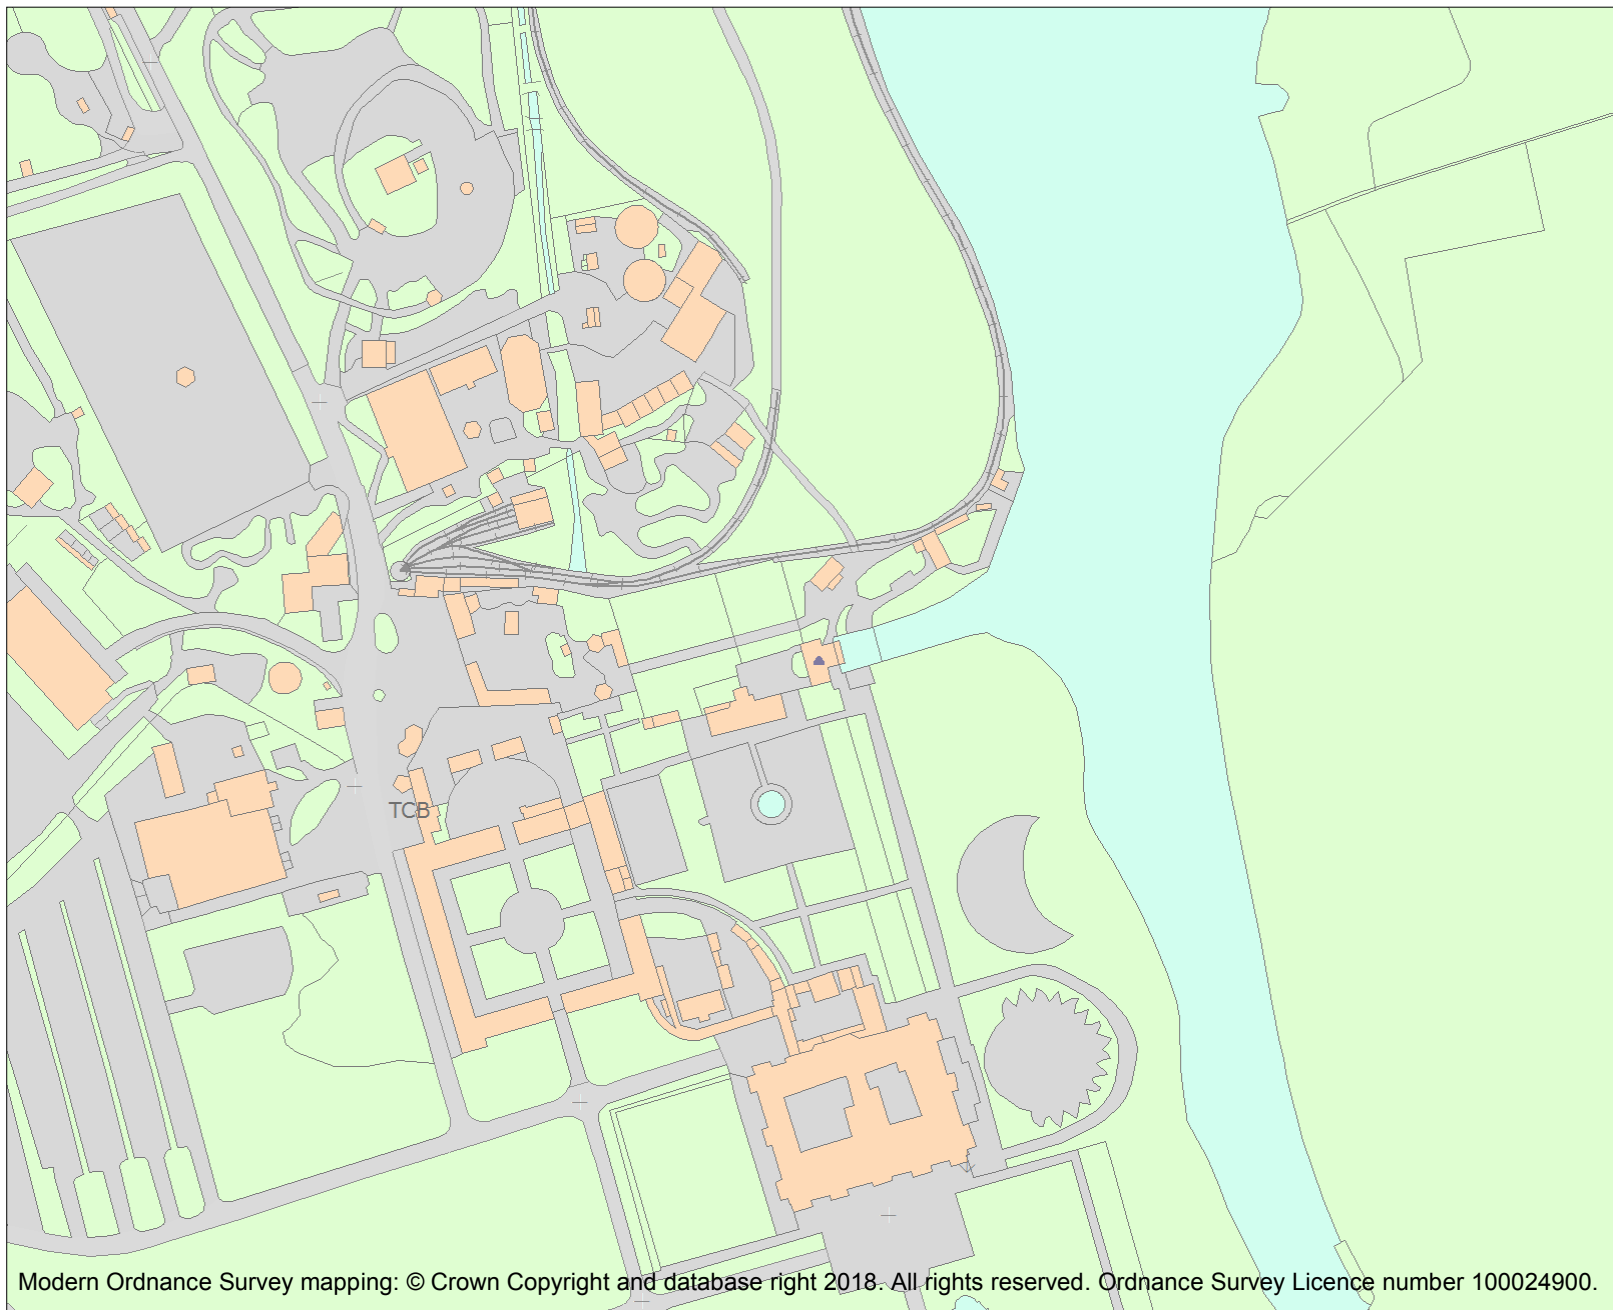 TCB
Modern Ordnance Survey mapping: © Crown Copyright and database right 2018. All rights reserved. Ordnance Survey Licence number 100024900.